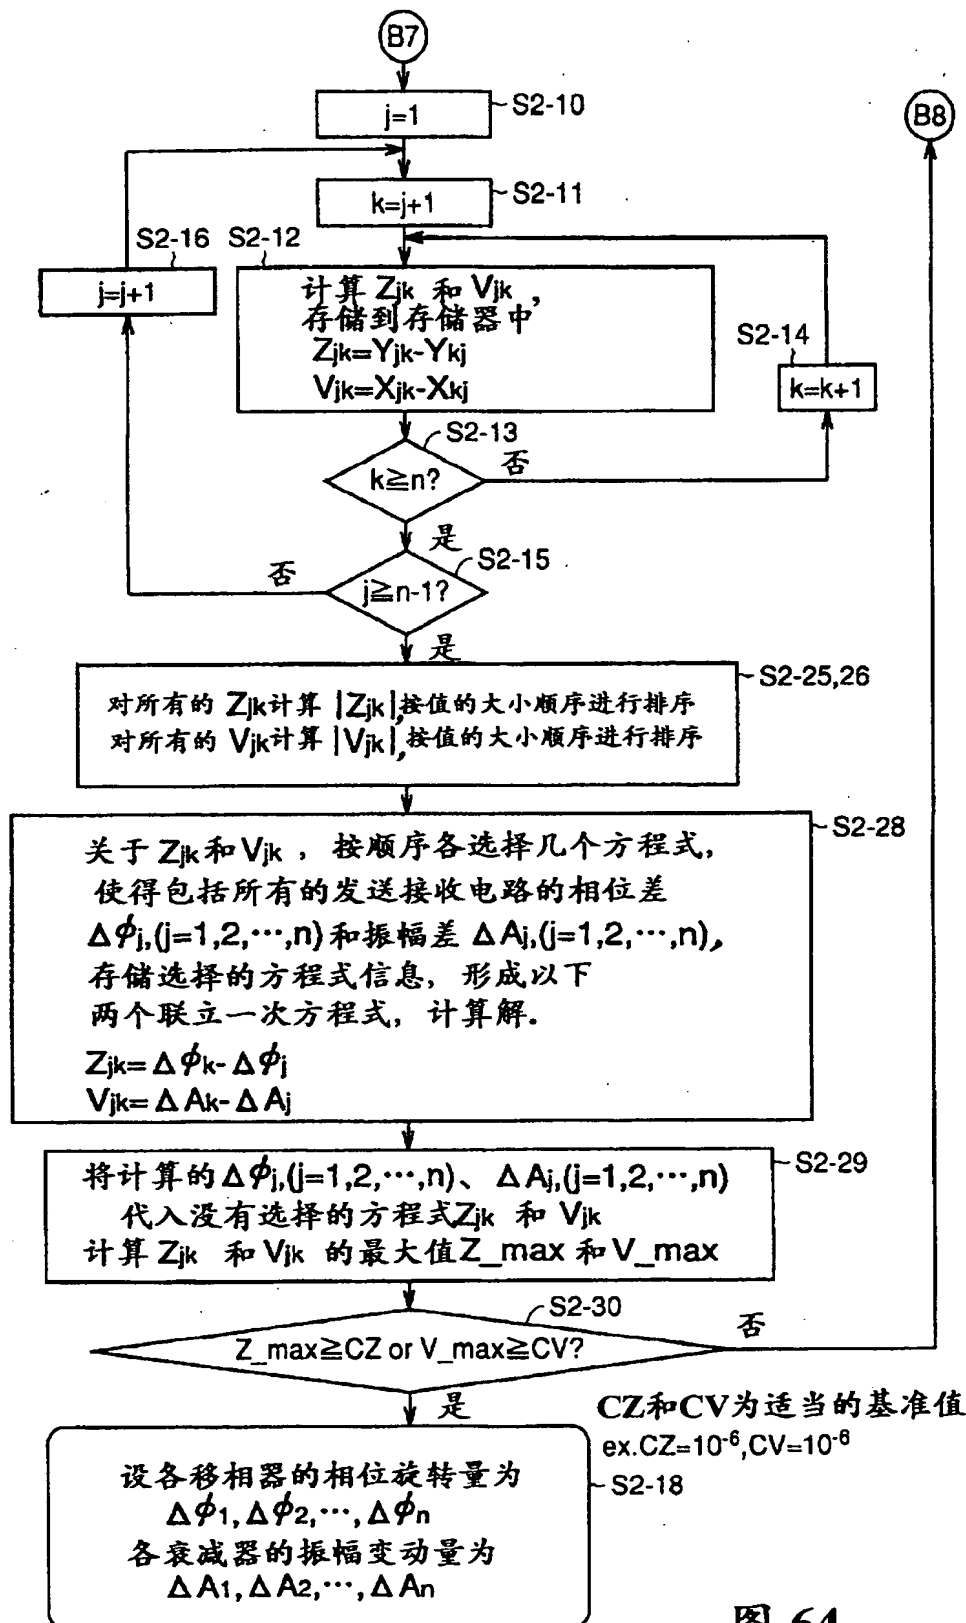 B7
j=1
S2-10
B8
k=j+1
S2-11
S2-16
S2-12
j=j+1
计算 Zjk 和 Vjk,
存储到存储器中
Zjk=Yjk-Ykj
Vjk=Xjk-Xkj
S2-14
k=k+1
S2-13
k≧n?
否
是
S2-15
否
j≧n-1?
是
S2-25,26
对所有的 Zjk计算 |Zjk|,按值的大小顺序进行排序
对所有的 Vjk计算 |Vjk|,按值的大小顺序进行排序
S2-28
关于 Zjk和Vjk , 按顺序各选择几个方程式,
使得包括所有的发送接收电路的相位差
Δϕj,(j=1,2,⋯,n)和振幅差 ΔAj,(j=1,2,⋯,n),
存储选择的方程式信息, 形成以下
两个联立一次方程式, 计算解.
Zjk=Δϕk-Δϕj
Vjk=ΔAk-ΔAj
S2-29
将计算的Δϕj,(j=1,2,⋯,n)、 ΔAj,(j=1,2,⋯,n)
代入没有选择的方程式Zjk 和 Vjk
计算 Zjk 和 Vjk 的最大值Z_max 和 V_max
S2-30
Z_max≧CZ or V_max≧CV?
否
是
CZ和CV为适当的基准值
ex.CZ=10⁻⁶,CV=10⁻⁶
S2-18
设各移相器的相位旋转量为
Δϕ1,Δϕ2,⋯,Δϕn
各衰减器的振幅变动量为
ΔA1,ΔA2,⋯,ΔAn
图 64